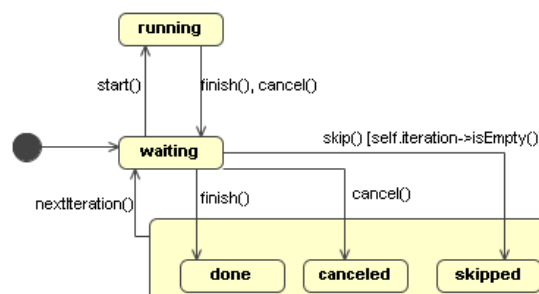 running
start()
finish(), cancel()
skip() [self.iteration->isEmpty()
waiting
nextIteration()
finish()
cancel()
done
canceled
skipped